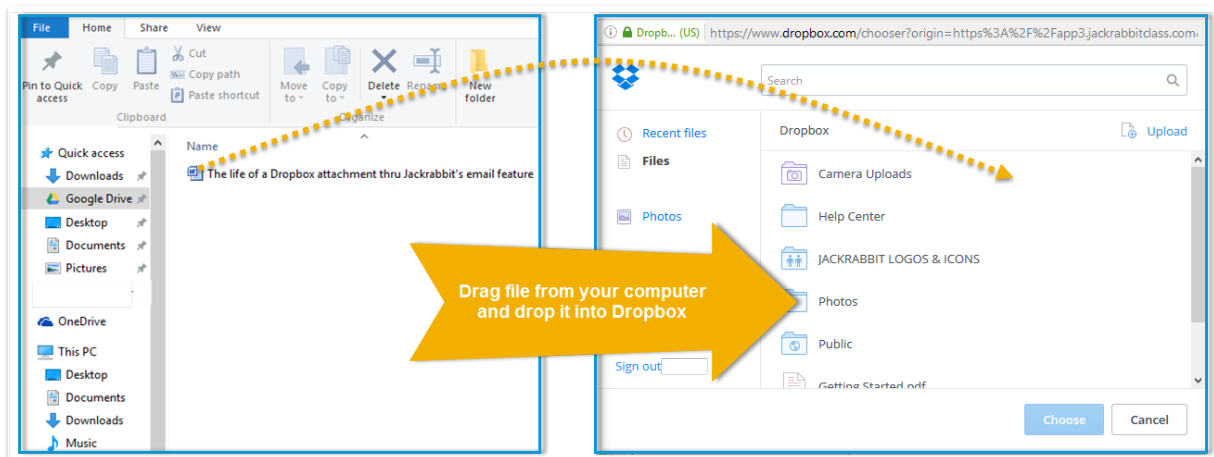 File Home Share View
Cut
Copy path
Paste shortcut
Pin to Quick access
Copy
Paste
Move to
Copy to
Delete
Rename
New folder
Clipboard
Organize
Name
The life of a Dropbox attachment thru Jackrabbit's email feature
Quick access
Downloads
Google Drive
Desktop
Documents
Pictures
OneDrive
This PC
Desktop
Documents
Downloads
Music
Drag file from your computer
and drop it into Dropbox
Dropb... (US) https://www.dropbox.com/chooser?origin=https%3A%2F%2Fapp3.jackrabbitclass.com
Search
Recent files
Files
Photos
Sign out
Dropbox
Upload
Camera Uploads
Help Center
JACKRABBIT LOGOS & ICONS
Photos
Public
Getting Started.pdf
Choose
Cancel